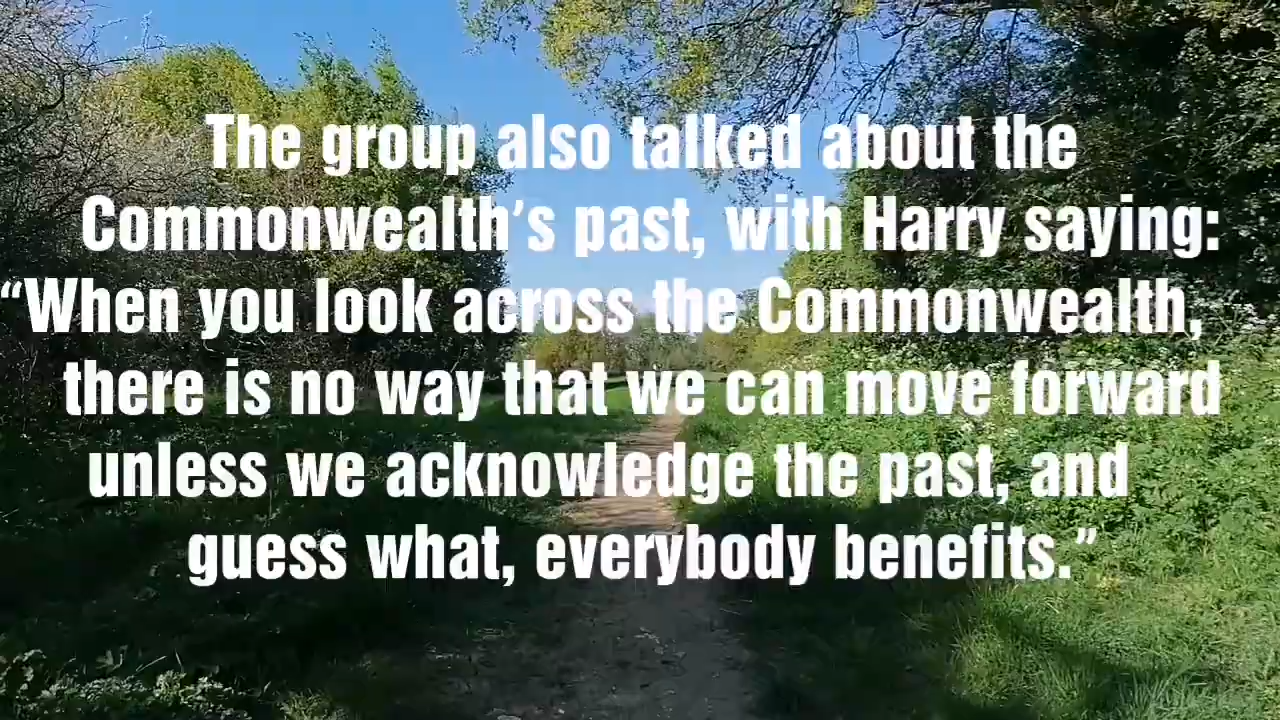 The group also talked about the
Commonwealth’s past, with Harry saying:
“When you look across the Commonwealth,
there is no way that we can move forward
unless we acknowledge the past, and
guess what, everybody benefits.”